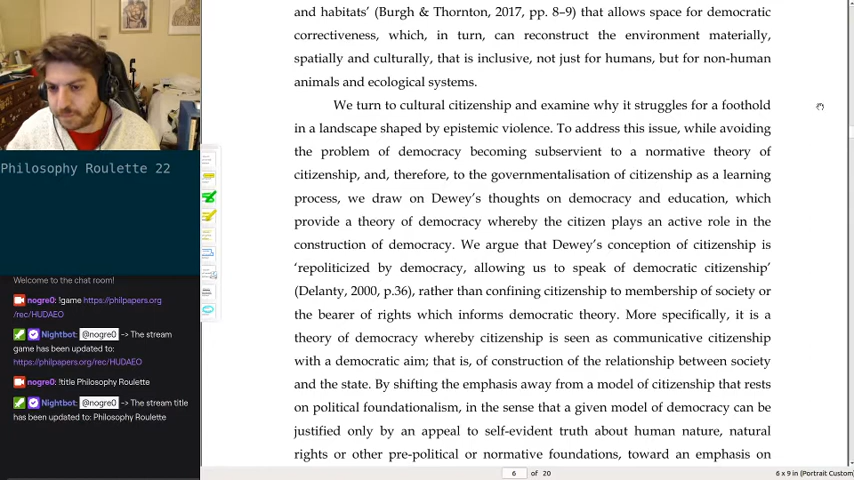 and habitats' (Burgh & Thornton, 2017, pp. 8–9) that allows space for democratic
correctiveness, which, in turn, can reconstruct the environment materially,
spatially and culturally, that is inclusive, not just for humans, but for non-human
animals and ecological systems.
We turn to cultural citizenship and examine why it struggles for a foothold
in a landscape shaped by epistemic violence. To address this issue, while avoiding
the problem of democracy becoming subservient to a normative theory of
citizenship, and, therefore, to the governmentalisation of citizenship as a learning
process, we draw on Dewey's thoughts on democracy and education, which
provide a theory of democracy whereby the citizen plays an active role in the
construction of democracy. We argue that Dewey's conception of citizenship is
'repoliticized by democracy, allowing us to speak of democratic citizenship'
(Delanty, 2000, p.36), rather than confining citizenship to membership of society or
the bearer of rights which informs democratic theory. More specifically, it is a
theory of democracy whereby citizenship is seen as communicative citizenship
with a democratic aim; that is, of construction of the relationship between society
and the state. By shifting the emphasis away from a model of citizenship that rests
on political foundationalism, in the sense that a given model of democracy can be
justified only by an appeal to self-evident truth about human nature, natural
rights or other pre-political or normative foundations, toward an emphasis on
6 of 20
6 x 9 in (Portrait Custom
Philosophy Roulette 22
Welcome to the chat room!
nogre0: !game https://philpapers.org
/rec/HUDAEO
Nightbot: @nogre0 -> The stream
game has been updated to:
https://philpapers.org/rec/HUDAEO
nogre0: !title Philosophy Roulette
Nightbot: @nogre0 -> The stream title
has been updated to: Philosophy Roulette